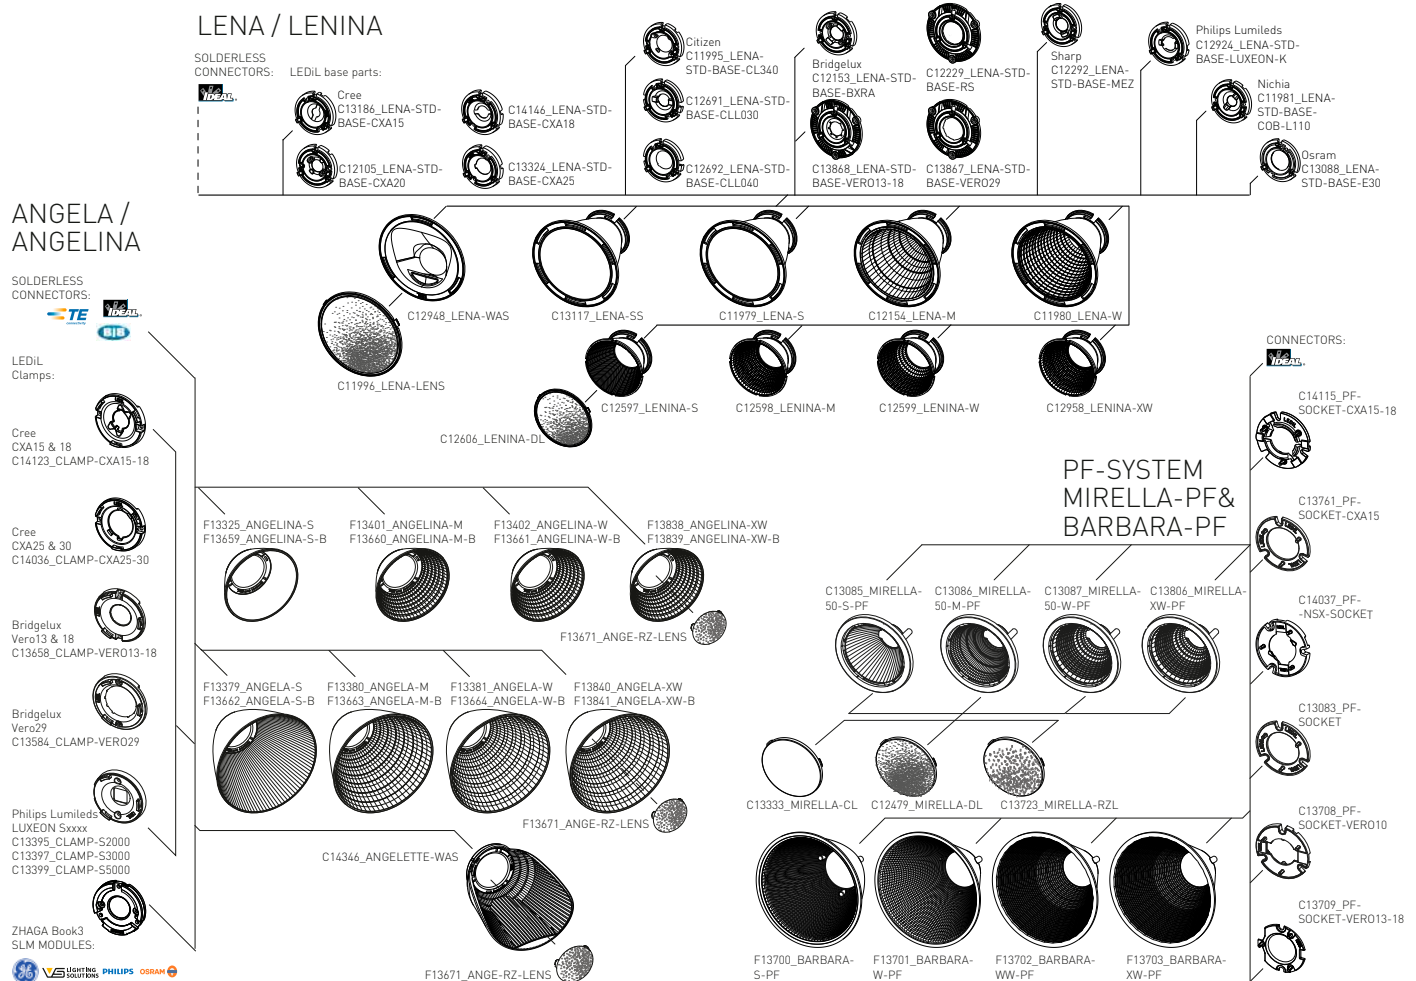 LENA / LENINA
SOLDERLESS
CONNECTORS:
IDEAL
LEDiL base parts:
Cree
C13186_LENA-STD-
BASE-CXA15
C12105_LENA-STD-
BASE-CXA20
C14146_LENA-STD-
BASE-CXA18
C13324_LENA-STD-
BASE-CXA25
Citizen
C11995_LENA-
STD-BASE-CL340
C12691_LENA-STD-
BASE-CLL030
C12692_LENA-STD-
BASE-CLL040
Bridgelux
C12153_LENA-STD-
BASE-BXRA
C13868_LENA-STD-
BASE-VERO13-18
C12229_LENA-STD-
BASE-RS
C13867_LENA-STD-
BASE-VERO29
Sharp
C12292_LENA-
STD-BASE-MEZ
Philips Lumileds
C12924_LENA-STD-
BASE-LUXEON-K
Nichia
C11981_LENA-
STD-BASE-
COB-L110
Osram
C13088_LENA-
STD-BASE-E30
C12948_LENA-WAS
C13117_LENA-SS
C11979_LENA-S
C12154_LENA-M
C11980_LENA-W
C11996_LENA-LENS
C12597_LENINA-S
C12598_LENINA-M
C12599_LENINA-W
C12958_LENINA-XW
C12606_LENINA-DL
ANGELA /
ANGELINA
SOLDERLESS
CONNECTORS:
TE
connectivity
IDEAL
BJB
LEDiL
Clamps:
Cree
CXA15 & 18
C14123_CLAMP-CXA15-18
Cree
CXA25 & 30
C14036_CLAMP-CXA25-30
Bridgelux
Vero13 & 18
C13658_CLAMP-VERO13-18
Bridgelux
Vero29
C13584_CLAMP-VERO29
Philips Lumileds
LUXEON Sxxxx
C13395_CLAMP-S2000
C13397_CLAMP-S3000
C13399_CLAMP-S5000
ZHAGA Book3
SLM MODULES:
GE
VS LIGHTING
SOLUTIONS
PHILIPS
OSRAM
F13325_ANGELINA-S
F13659_ANGELINA-S-B
F13401_ANGELINA-M
F13660_ANGELINA-M-B
F13402_ANGELINA-W
F13661_ANGELINA-W-B
F13838_ANGELINA-XW
F13839_ANGELINA-XW-B
F13671_ANGE-RZ-LENS
F13379_ANGELA-S
F13662_ANGELA-S-B
F13380_ANGELA-M
F13663_ANGELA-M-B
F13381_ANGELA-W
F13664_ANGELA-W-B
F13840_ANGELA-XW
F13841_ANGELA-XW-B
F13671_ANGE-RZ-LENS
C14346_ANGELETTE-WAS
F13671_ANGE-RZ-LENS
PF-SYSTEM
MIRELLA-PF&
BARBARA-PF
CONNECTORS:
IDEAL
C14115_PF-
SOCKET-CXA15-18
C13761_PF-
SOCKET-CXA15
C14037_PF-
-NSX-SOCKET
C13083_PF-
SOCKET
C13708_PF-
SOCKET-VERO10
C13709_PF-
SOCKET-VERO13-18
C13085_MIRELLA-
50-S-PF
C13086_MIRELLA-
50-M-PF
C13087_MIRELLA-
50-W-PF
C13806_MIRELLA-
XW-PF
C13333_MIRELLA-CL
C12479_MIRELLA-DL
C13723_MIRELLA-RZL
F13700_BARBARA-
S-PF
F13701_BARBARA-
W-PF
F13702_BARBARA-
WW-PF
F13703_BARBARA-
XW-PF